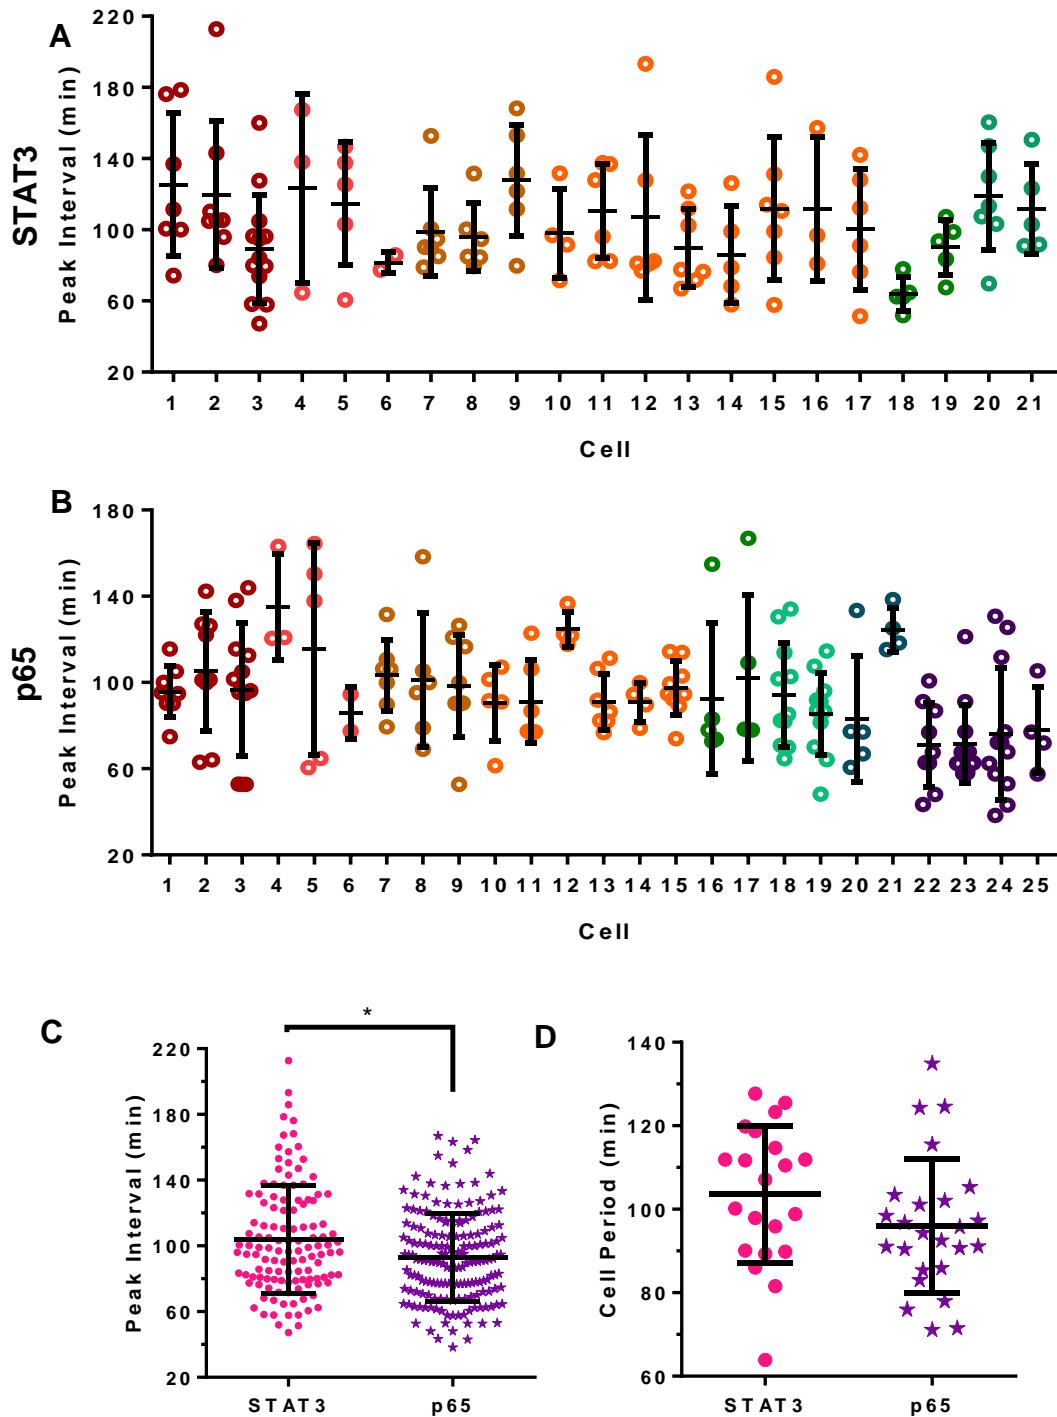 A
STAT3
Peak Interval (min)
220
180
140
100
60
20
1 2 3 4 5 6 7 8 9 10 11 12 13 14 15 16 17 18 19 20 21
Cell
B
p65
Peak Interval (min)
180
140
100
60
20
1 2 3 4 5 6 7 8 9 10 11 12 13 14 15 16 17 18 19 20 21 22 23 24 25
Cell
C
*
Peak Interval (min)
220
180
140
100
60
20
STAT3 p65
D
Cell Period (min)
140
120
100
80
60
STAT3 p65